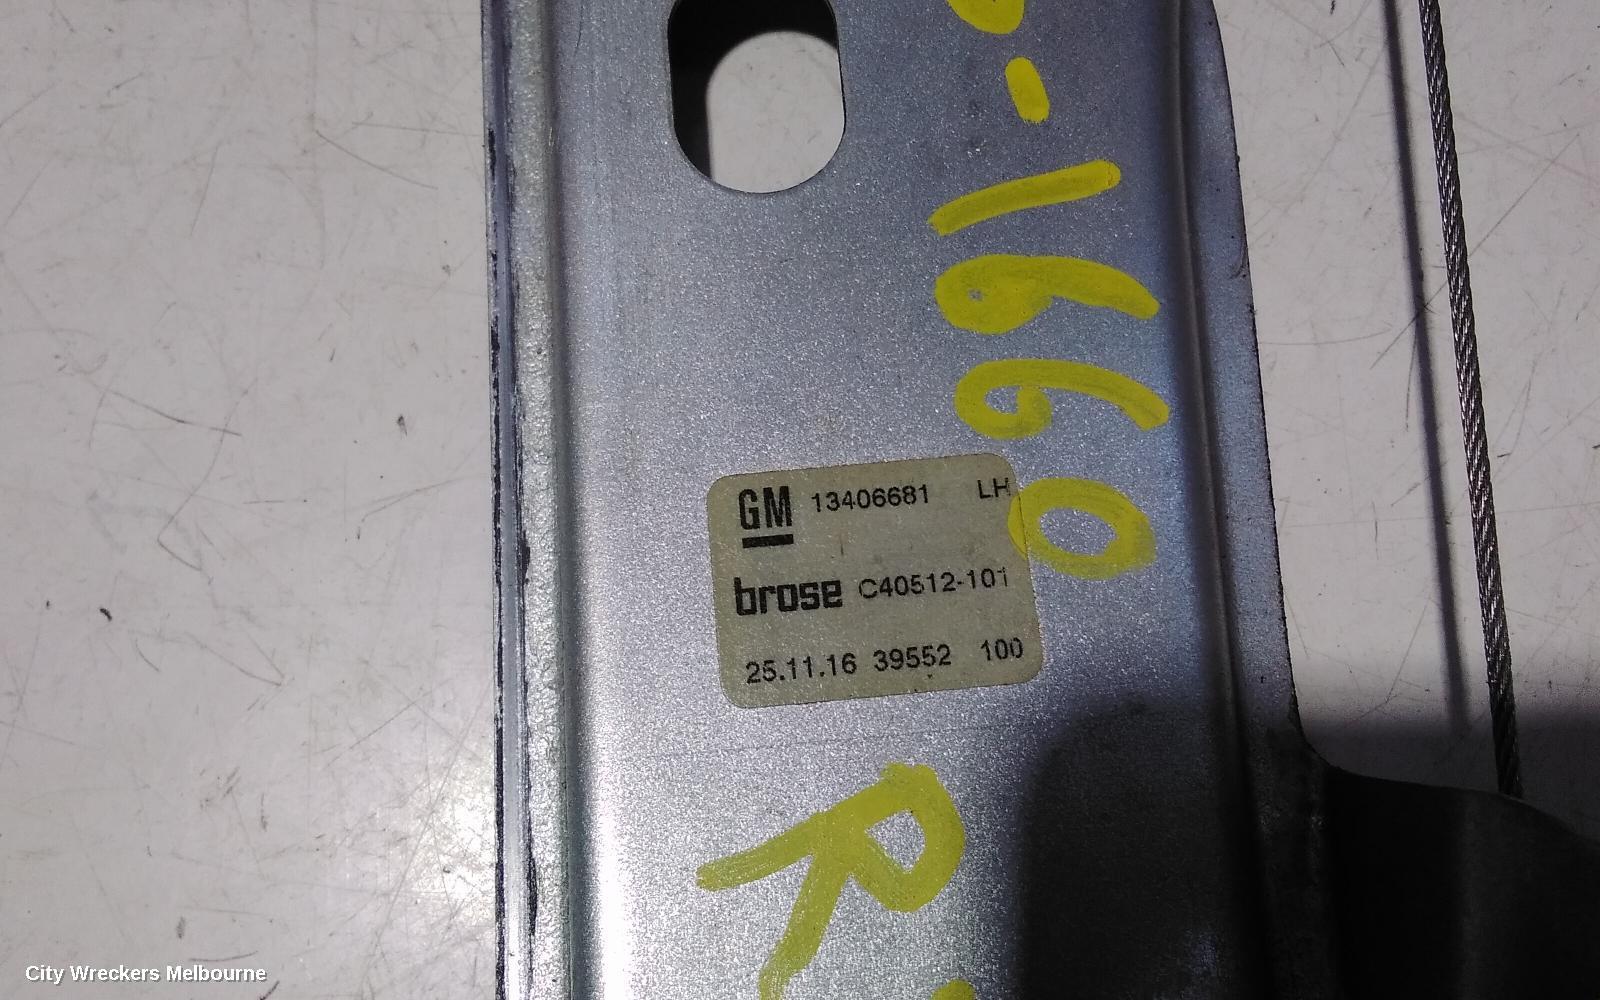 -1660
GM 13406681 LH
brose C40512-101
25.11.16 39552 100
R
City Wreckers Melbourne